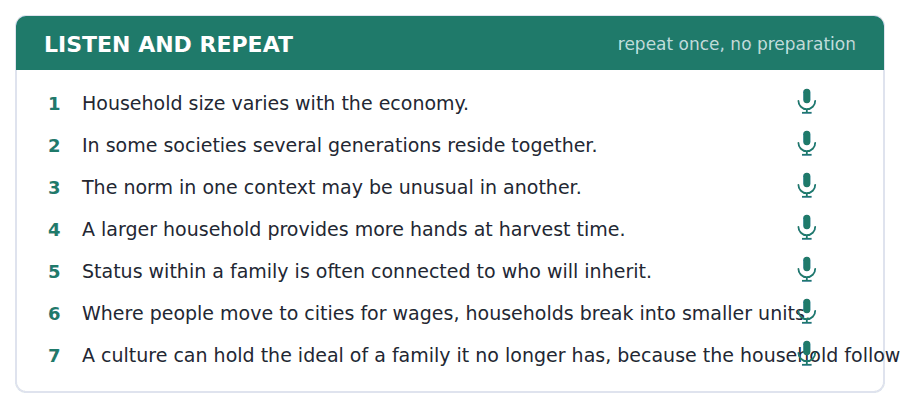 LISTEN AND REPEAT repeat once, no preparation
1 Household size varies with the economy.
2 In some societies several generations reside together.
3 The norm in one context may be unusual in another.
4 A larger household provides more hands at harvest time.
5 Status within a family is often connected to who will inherit.
6 Where people move to cities for wages, households break into smaller units.
7 A culture can hold the ideal of a family it no longer has, because the household follow